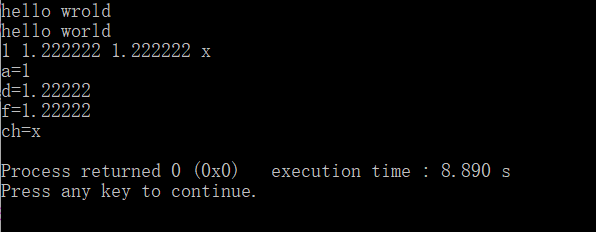 hello wrold
hello world
1 1.222222 1.222222 x
a=1
d=1.22222
f=1.22222
ch=x
Process returned 0 (0x0)   execution time : 8.890 s
Press any key to continue.